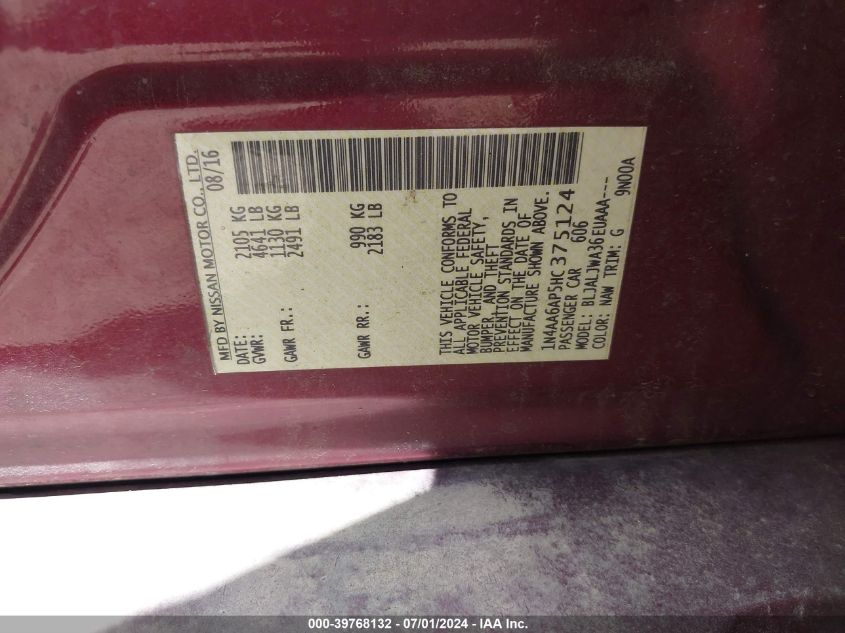 MFD BY NISSAN MOTOR CO., LTD.
DATE: 08/16
GVWR: 2105 KG
4641 LB
GAWR FR.: 1130 KG
2491 LB
GAWR RR.: 990 KG
2183 LB
THIS VEHICLE CONFORMS TO
ALL APPLICABLE FEDERAL
MOTOR VEHICLE SAFETY,
BUMPER, AND THEFT
PREVENTION STANDARDS IN
EFFECT ON THE DATE OF
MANUFACTURE SHOWN ABOVE.
1N4AA6AP5HC375124
PASSENGER CAR 606
MODEL: BLJALJWA36EUAAA---
COLOR: NAW TRIM: G 9N00A
000-39768132 - 07/01/2024 - IAA Inc.